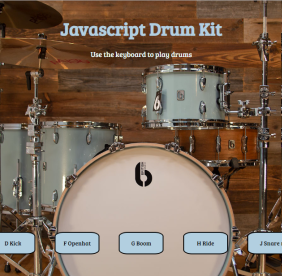 Javascript Drum Kit
Use the keyboard to play drums
D Kick
F Openhat
G Boom
H Ride
J Snare